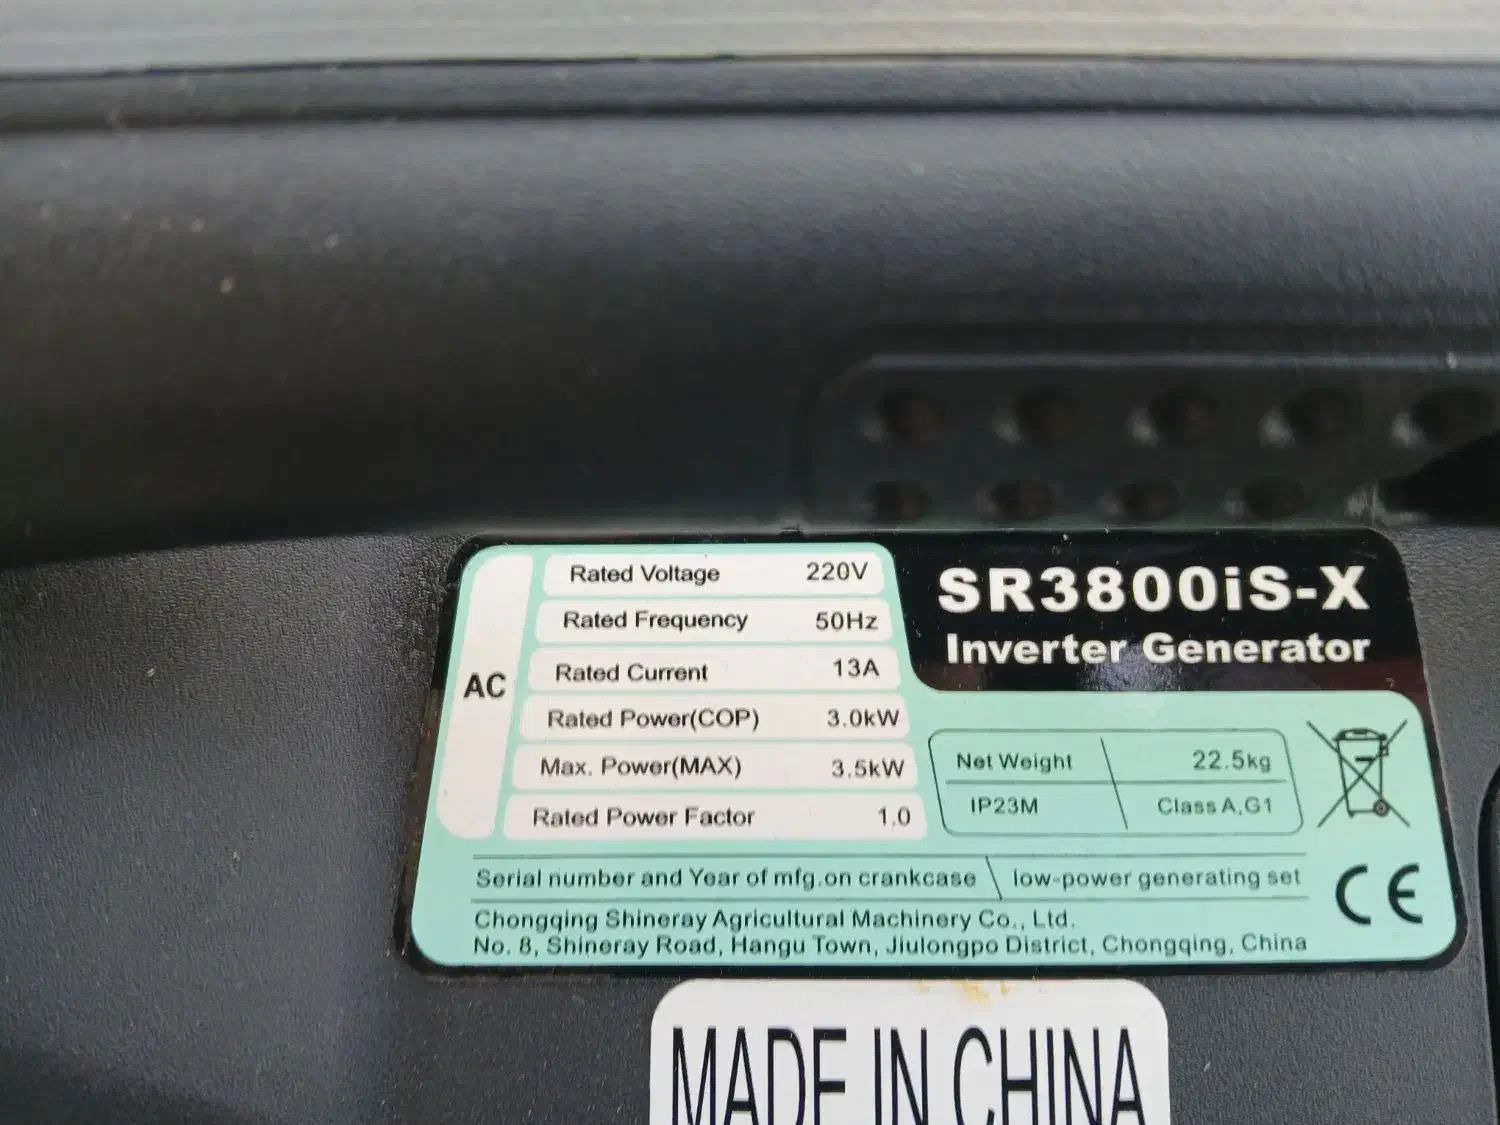 SR3800iS-X
Inverter Generator
AC
Rated Voltage 220V
Rated Frequency 50Hz
Rated Current 13A
Rated Power(COP) 3.0kW
Max. Power(MAX) 3.5kW
Rated Power Factor 1.0
Net Weight 22.5kg
IP23M Class A,G1
Serial number and Year of mfg.on crankcase low-power generating set
CE
Chongqing Shineray Agricultural Machinery Co., Ltd.
No. 8, Shineray Road, Hangu Town, Jiulongpo District, Chongqing, China
MADE IN CHINA